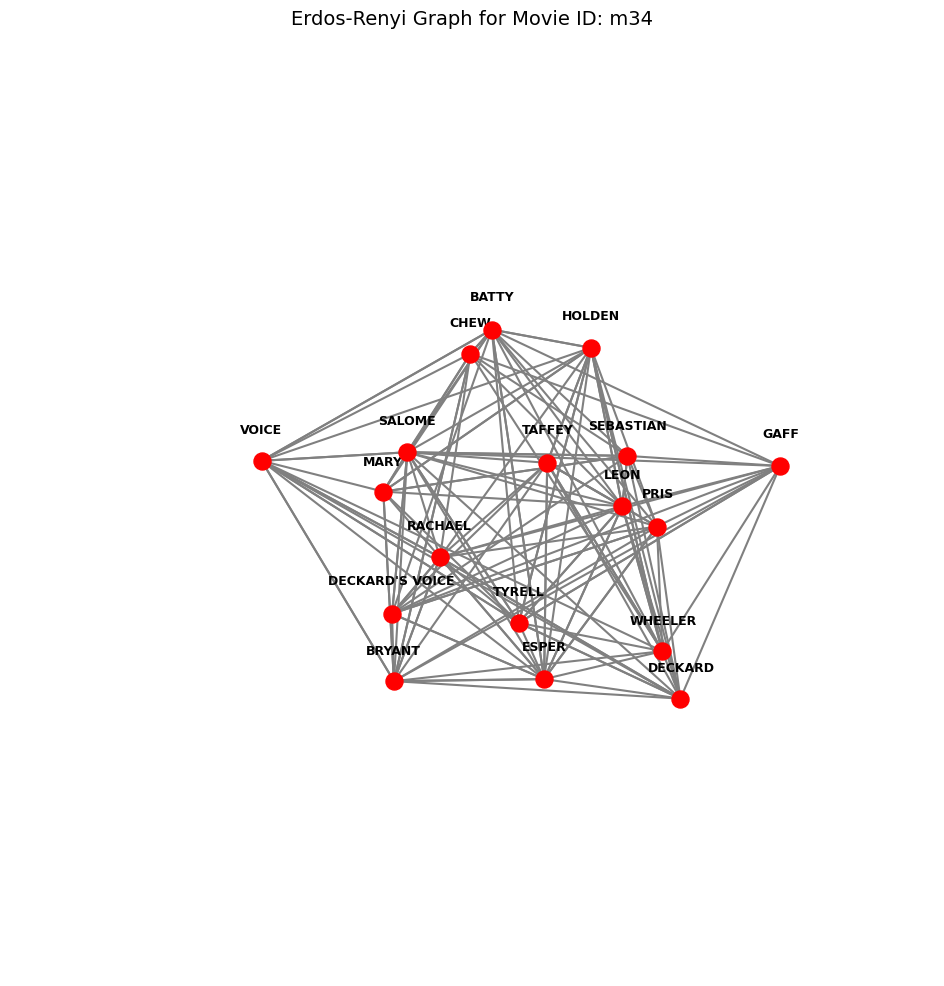 Erdos-Renyi Graph for Movie ID: m34
BATTY
HOLDEN
CHEW
SALOME
SEBASTIAN
VOICE
TAFFEY
GAFF
MARY
LEON
PRIS
RACHAEL
DECKARD'S VOICE
TYRELL
WHEELER
ESPER
BRYANT
DECKARD